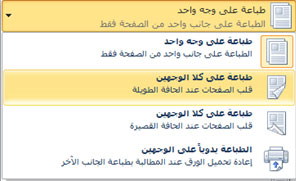 طباعة على وجه واحد
الطباعة على جانب واحد من الصفحة فقط
طباعة على وجه واحد
الطباعة على جانب واحد من الصفحة فقط
طباعة على كلا الوجهين
قلب الصفحات عند الحافة الطويلة
طباعة على كلا الوجهين
قلب الصفحات عند الحافة القصيرة
الطباعة يدوياً على الوجهين
إعادة تحميل الورق عند المطالبة بطباعة الجانب الآخر